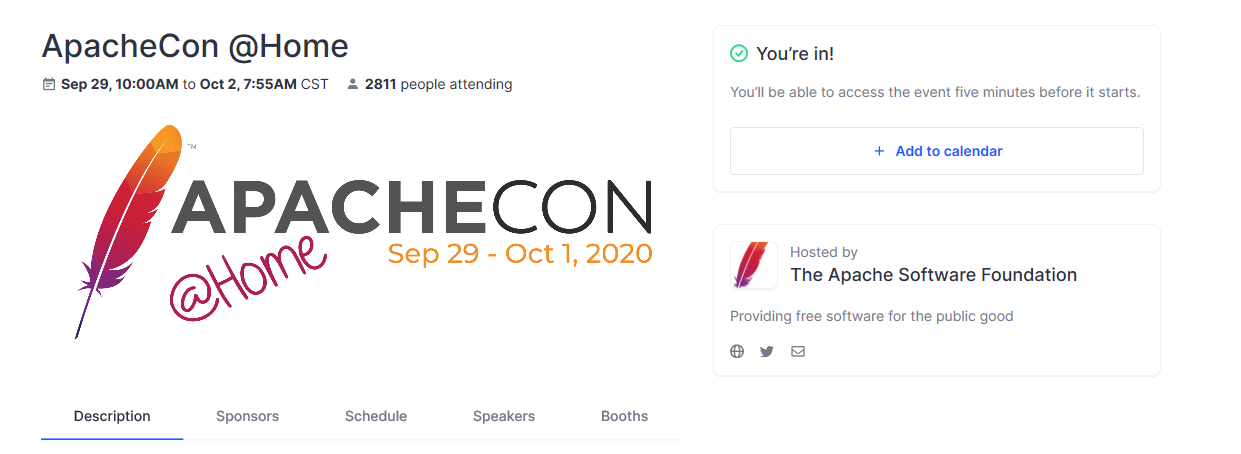 ApacheCon @Home
Sep 29, 10:00AM to Oct 2, 7:55AM CST 2811 people attending
TM
APACHECON
Sep 29 - Oct 1, 2020
@Home
Description Sponsors Schedule Speakers Booths
You're in!
You'll be able to access the event five minutes before it starts.
+ Add to calendar
Hosted by
The Apache Software Foundation
Providing free software for the public good